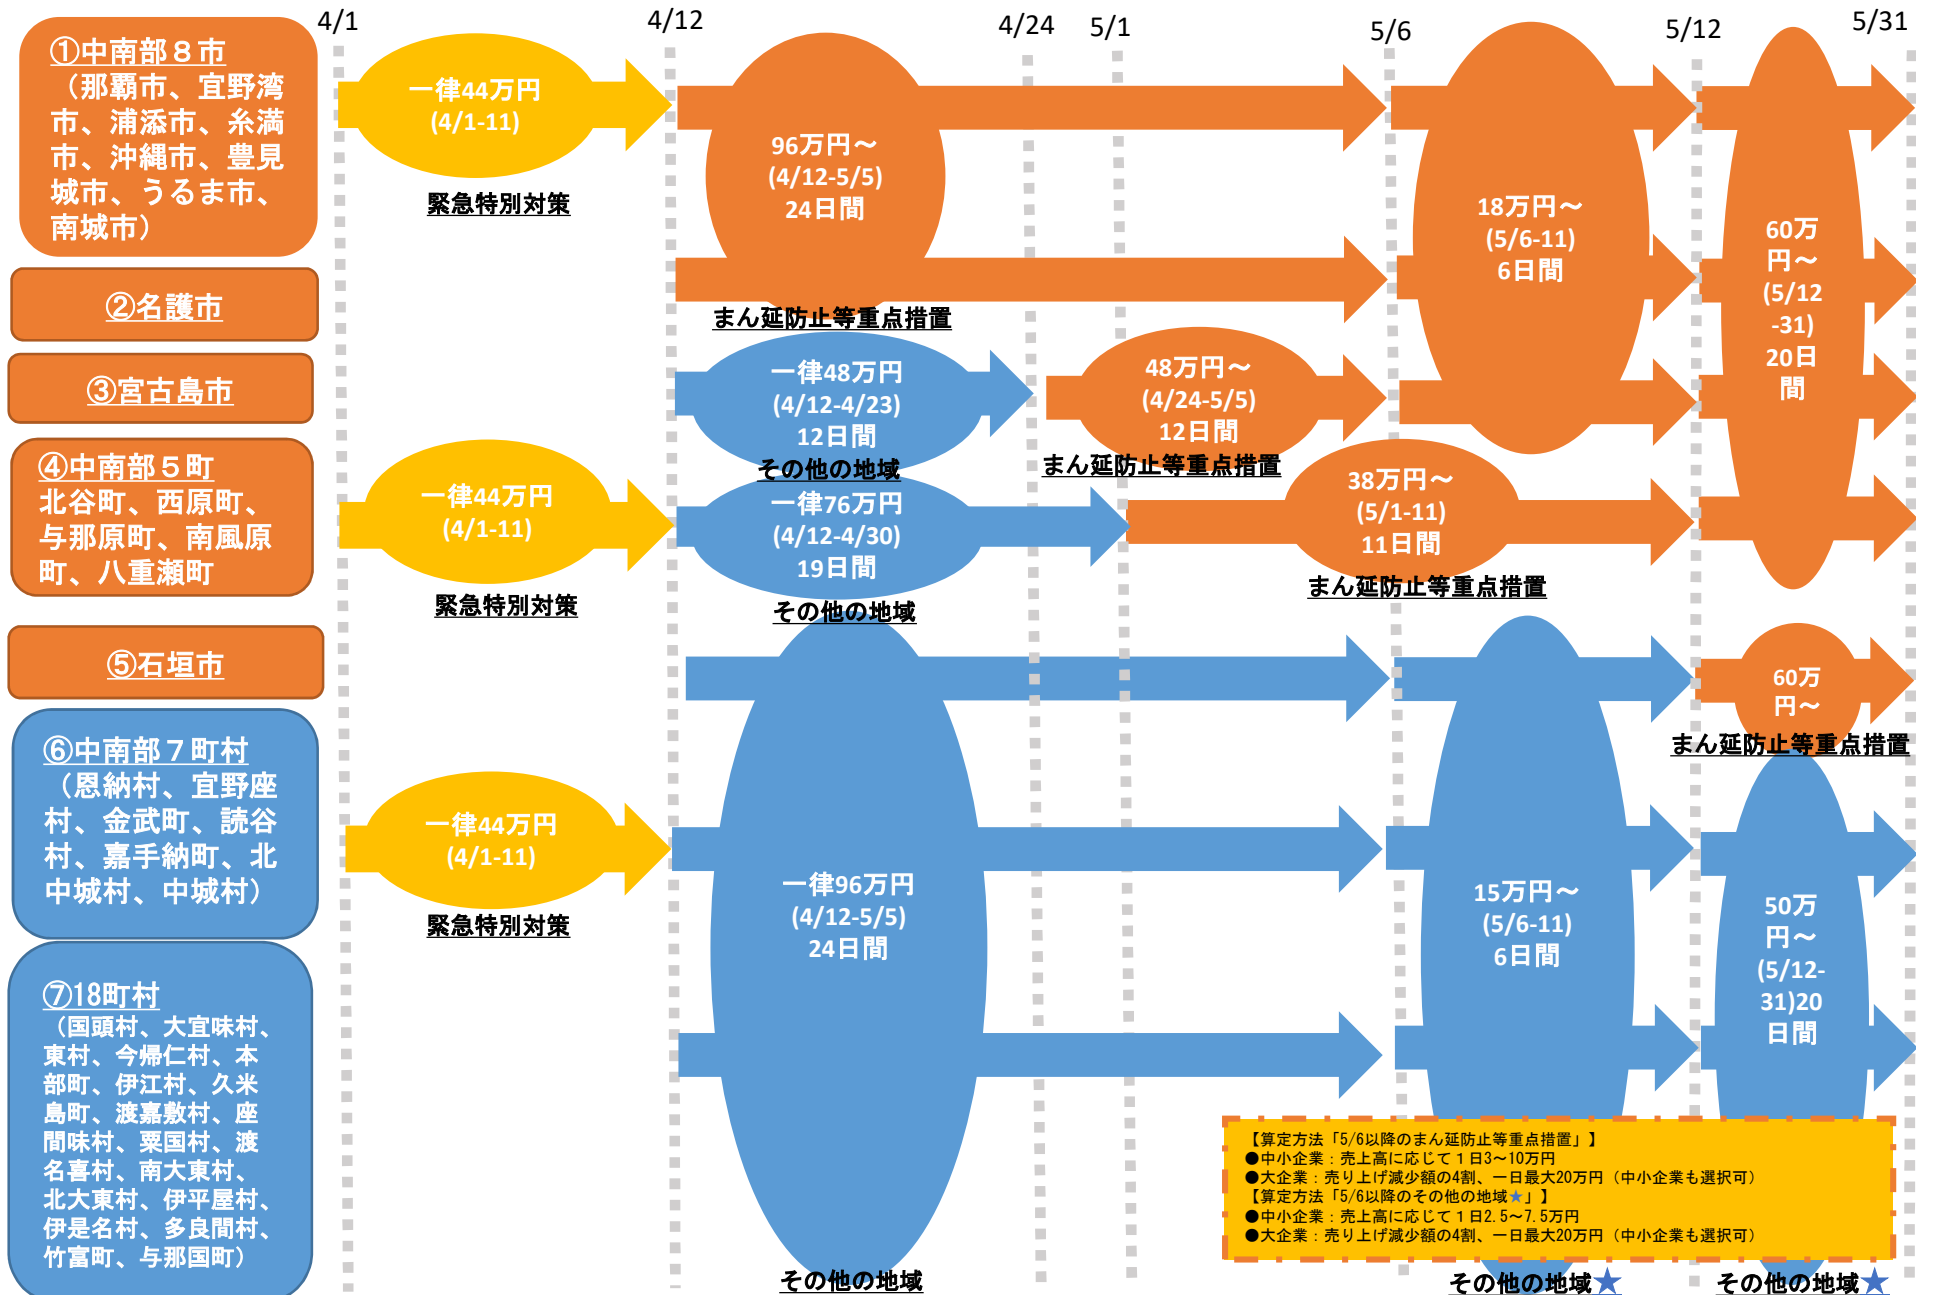 4/1
4/12
4/24
5/1
5/6
5/12
5/31
①中南部８市
（那覇市、宜野湾
市、浦添市、糸満
市、沖縄市、豊見
城市、うるま市、
南城市）
一律44万円
(4/1-11)
緊急特別対策
96万円～
(4/12-5/5)
24日間
まん延防止等重点措置
18万円～
(5/6-11)
6日間
60万
円～
(5/12
-31)
20日
間
②名護市
③宮古島市
一律48万円
(4/12-4/23)
12日間
その他の地域
48万円～
(4/24-5/5)
12日間
まん延防止等重点措置
④中南部５町
北谷町、西原町、
与那原町、南風原
町、八重瀬町
一律44万円
(4/1-11)
緊急特別対策
一律76万円
(4/12-4/30)
19日間
その他の地域
38万円～
(5/1-11)
11日間
まん延防止等重点措置
⑤石垣市
60万
円～
まん延防止等重点措置
⑥中南部７町村
（恩納村、宜野座
村、金武町、読谷
村、嘉手納町、北
中城村、中城村）
一律44万円
(4/1-11)
緊急特別対策
一律96万円
(4/12-5/5)
24日間
その他の地域
15万円～
(5/6-11)
6日間
その他の地域★
50万
円～
(5/12-
31)20
日間
その他の地域★
⑦18町村
（国頭村、大宜味村、
東村、今帰仁村、本
部町、伊江村、久米
島町、渡嘉敷村、座
間味村、粟国村、渡
名喜村、南大東村、
北大東村、伊平屋村、
伊是名村、多良間村、
竹富町、与那国町）
【算定方法「5/6以降のまん延防止等重点措置」】
●中小企業：売上高に応じて１日3～10万円
●大企業：売り上げ減少額の4割、一日最大20万円（中小企業も選択可）
【算定方法「5/6以降のその他の地域★」】
●中小企業：売上高に応じて１日2.5～7.5万円
●大企業：売り上げ減少額の4割、一日最大20万円（中小企業も選択可）